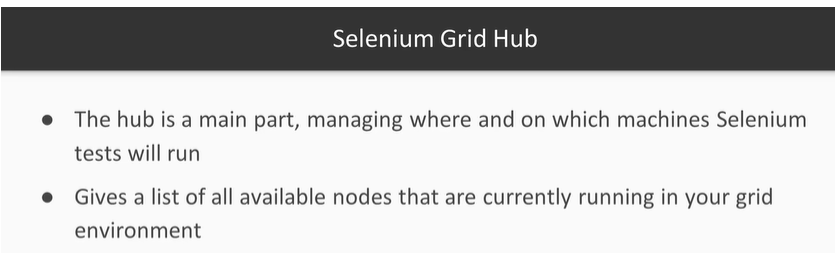 Selenium Grid Hub
● The hub is a main part, managing where and on which machines Selenium
tests will run
● Gives a list of all available nodes that are currently running in your grid
environment